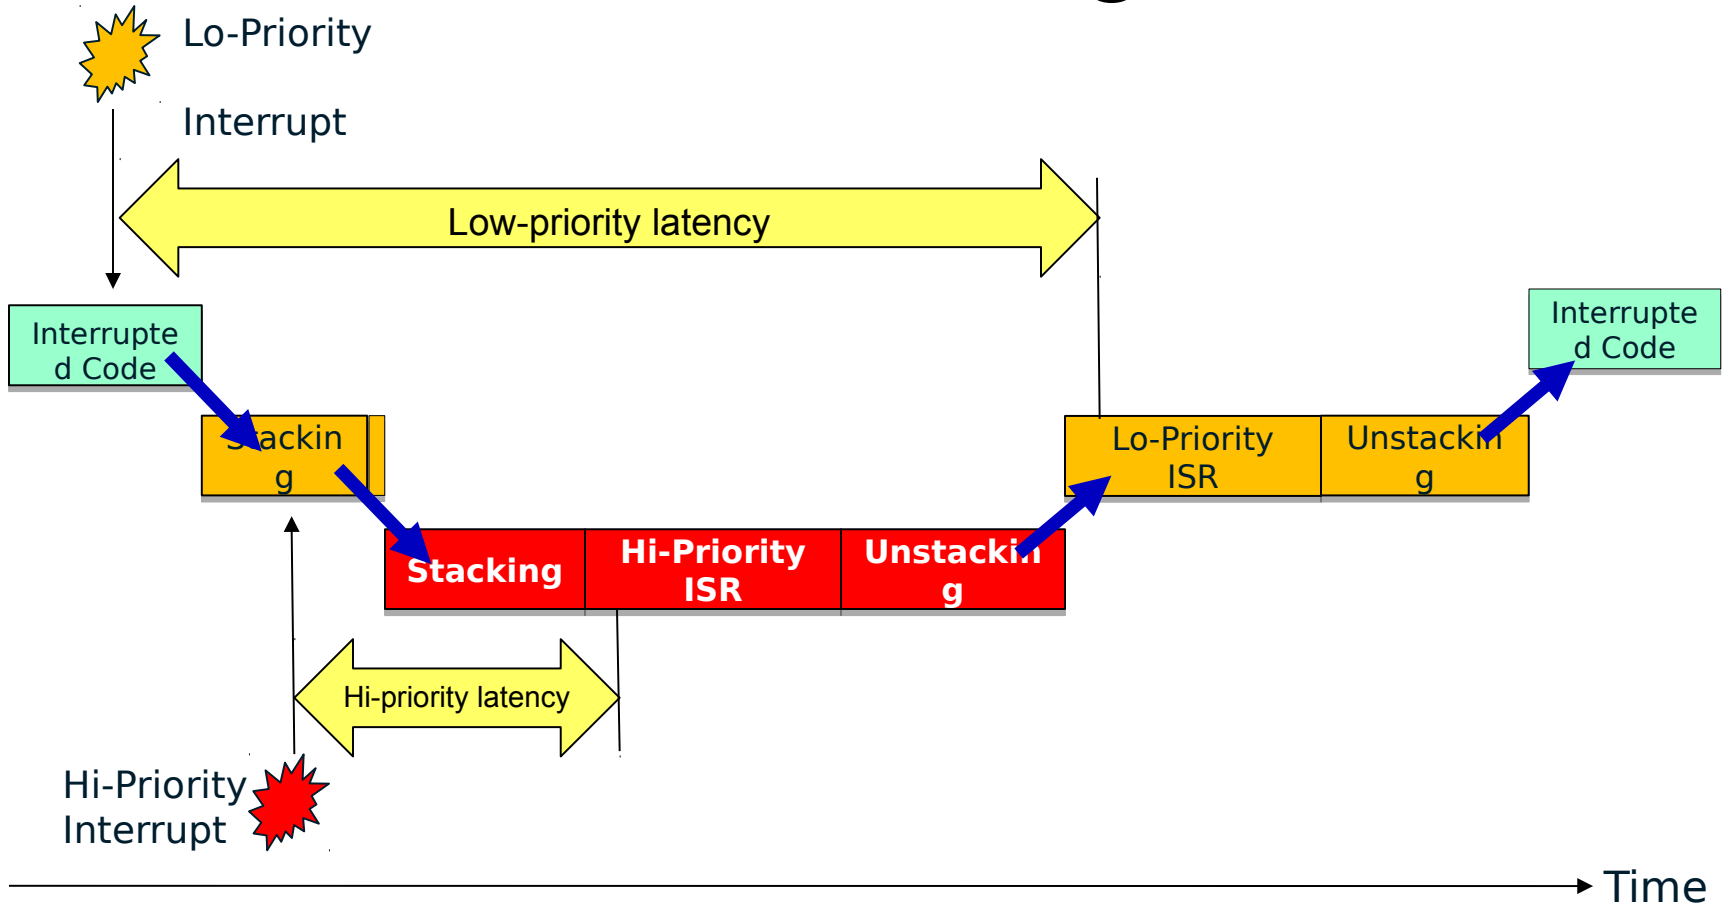 Lo-Priority
Interrupt
Low-priority latency
Interrupte
d Code
Interrupte
d Code
Stackin
g
Lo-Priority
ISR
Unstackin
g
Stacking
Hi-Priority
ISR
Unstackin
g
Hi-priority latency
Hi-Priority
Interrupt
Time